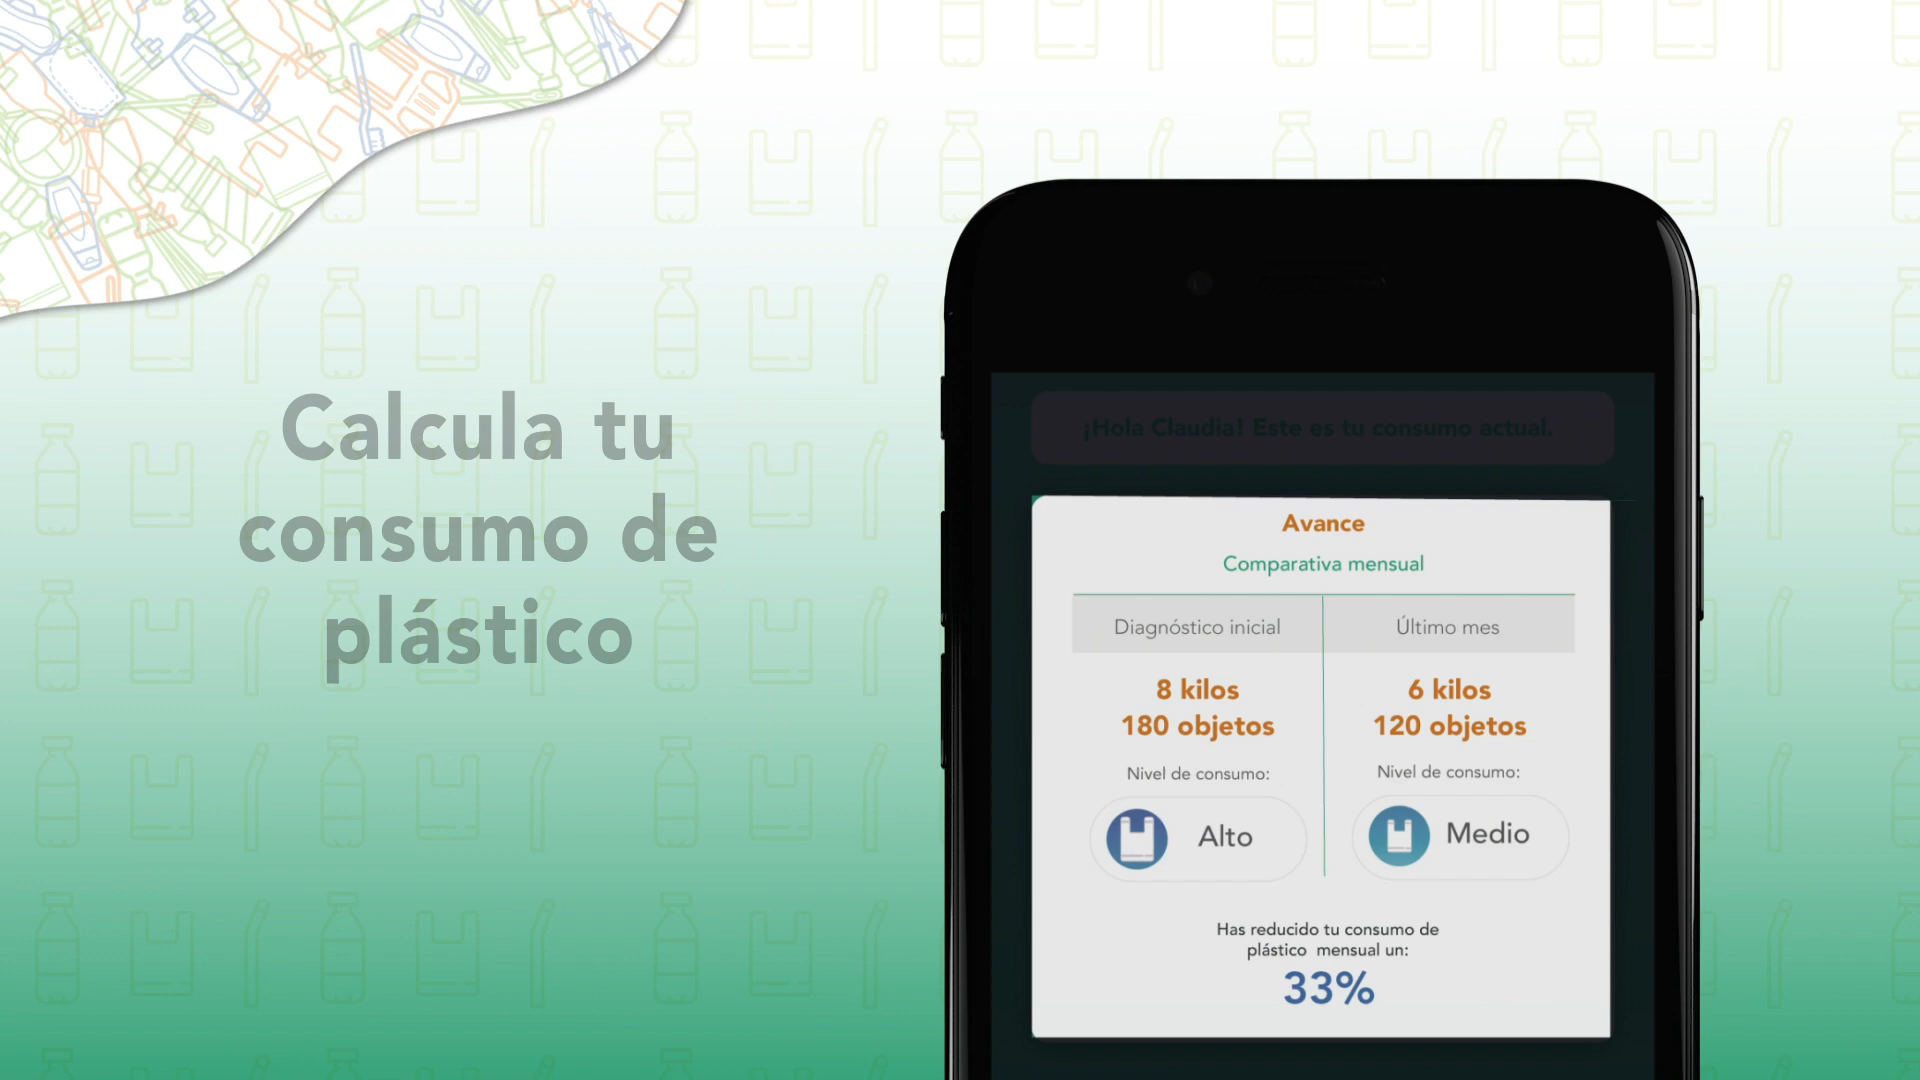 Calcula tu
consumo de
plástico
¡Hola Claudia! Este es tu consumo actual.
Avance
Comparativa mensual
Diagnóstico inicial
Último mes
8 kilos
180 objetos
6 kilos
120 objetos
Nivel de consumo:
Nivel de consumo:
Alto
Medio
Has reducido tu consumo de
plástico mensual un:
33%